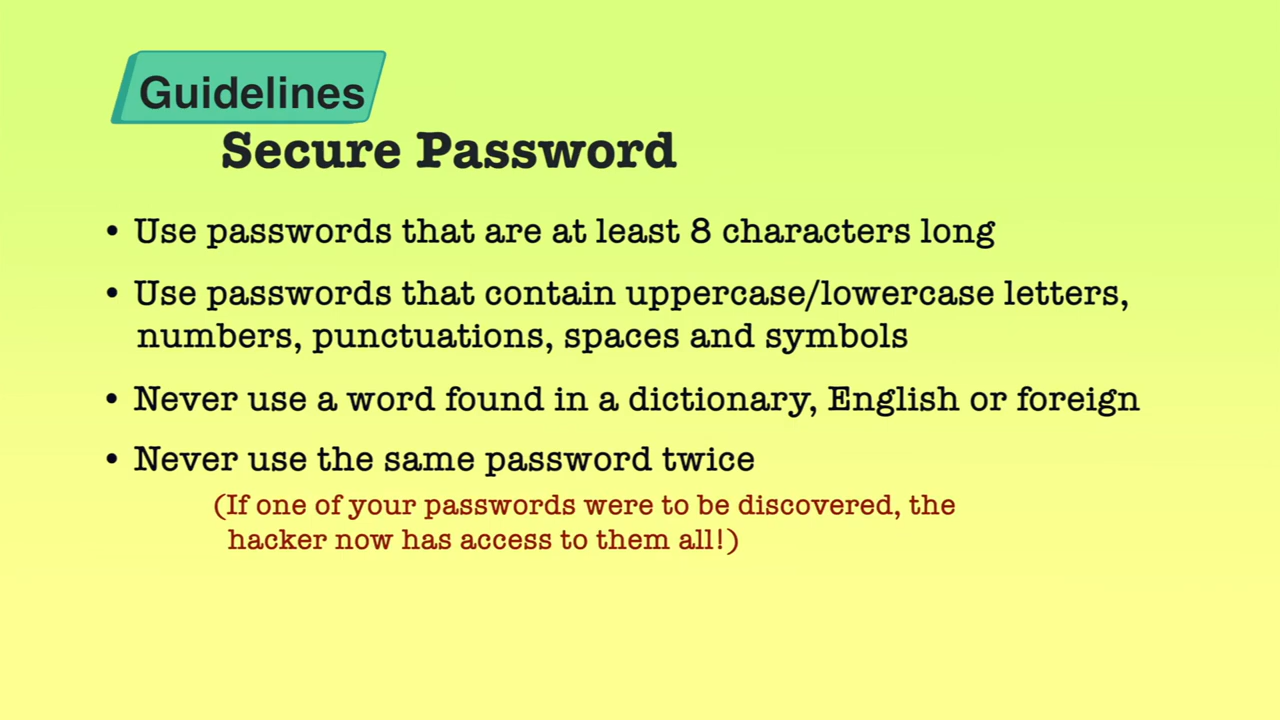 Guidelines
Secure Password
• Use passwords that are at least 8 characters long
• Use passwords that contain uppercase/lowercase letters,
numbers, punctuations, spaces and symbols
• Never use a word found in a dictionary, English or foreign
• Never use the same password twice
(If one of your passwords were to be discovered, the
hacker now has access to them all!)